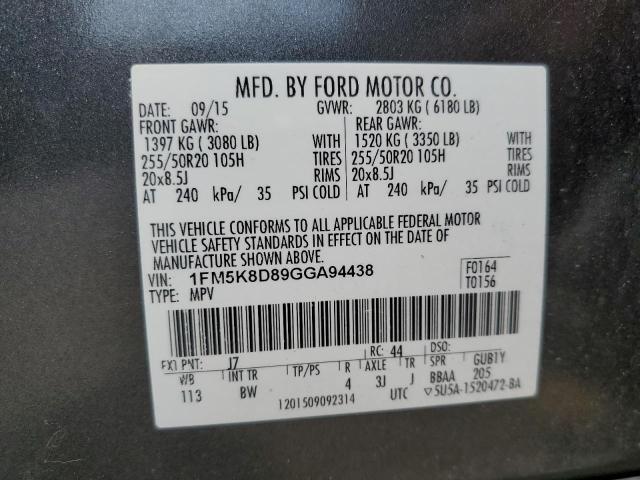 MFD. BY FORD MOTOR CO.
DATE: 09/15 GVWR: 2803 KG ( 6180 LB)
FRONT GAWR: REAR GAWR:
1397 KG ( 3080 LB) WITH 1520 KG ( 3350 LB) WITH
255/50R20 105H TIRES 255/50R20 105H TIRES
20x8.5J RIMS 20x8.5J RIMS
AT 240 kPa/ 35 PSI COLD AT 240 kPa/ 35 PSI COLD
THIS VEHICLE CONFORMS TO ALL APPLICABLE FEDERAL MOTOR
VEHICLE SAFETY STANDARDS IN EFFECT ON THE DATE OF
MANUFACTURE SHOWN ABOVE.
VIN: 1FM5K8D89GGA94438 F0164
TYPE: MPV T0156
EXT PNT: J7 RC: 44 DSO:
WB INT TR TP/PS R AXLE TR SPR GUB1Y
113 BW 4 3J J BBAA 205
1201509092314 UTC ▽5U5A-1520472-BA